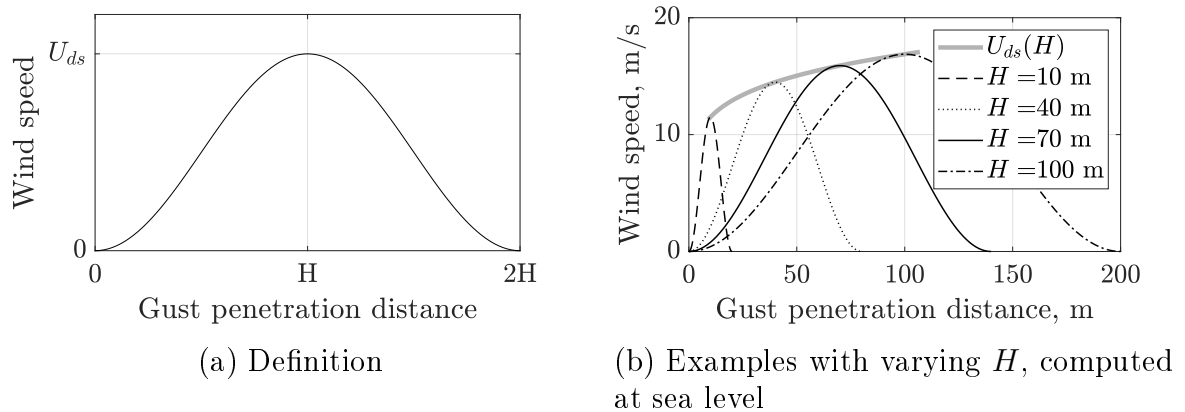 U_ds
0
Wind speed
0
H
2H
Gust penetration distance
(a) Definition
20
10
0
Wind speed, m/s
U_ds(H)
H =10 m
H =40 m
H =70 m
H =100 m
0
50
100
150
200
Gust penetration distance, m
(b) Examples with varying H, computed
at sea level